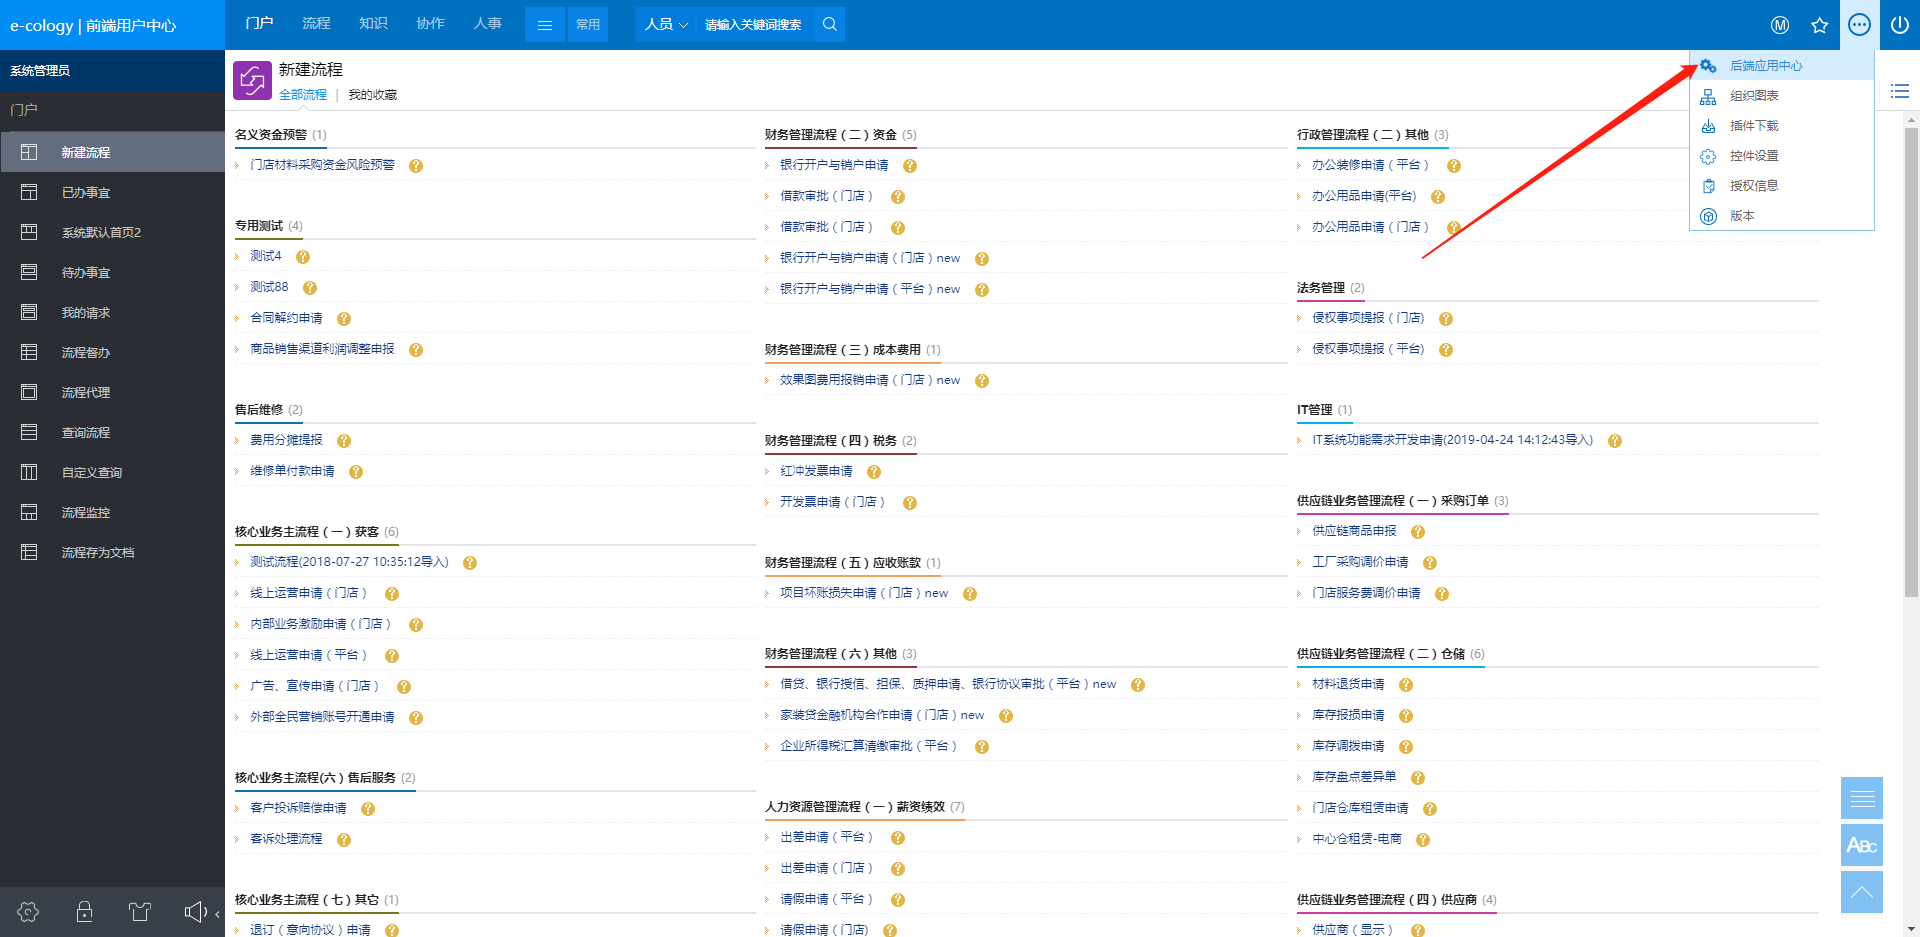 e-cology | 前端用户中心
门户 流程 知识 协作 人事 常用 人员 请输入关键词搜索
M
后端应用中心
组织图表
插件下载
控件设置
授权信息
版本
系统管理员
门户
新建流程
已办事宜
系统默认首页2
待办事宜
我的请求
流程督办
流程代理
查询流程
自定义查询
流程监控
流程存为文档
新建流程
全部流程 | 我的收藏
名义资金预警 (1)
门店材料采购资金风险预警 ?
专用测试 (4)
测试4 ?
测试88 ?
合同解约申请 ?
商品销售渠道利润调整申报 ?
售后维修 (2)
费用分摊提报 ?
维修单付款申请 ?
核心业务主流程（一）获客 (6)
测试流程(2018-07-27 10:35:12导入) ?
线上运营申请（门店） ?
内部业务激励申请（门店） ?
线上运营申请（平台） ?
广告、宣传申请（门店） ?
外部全民营销账号开通申请 ?
核心业务主流程(六）售后服务 (2)
客户投诉赔偿申请 ?
客诉处理流程 ?
核心业务主流程（七）其它 (1)
退订（意向协议）申请 ?
财务管理流程（二）资金 (5)
银行开户与销户申请 ?
借款审批（门店） ?
借款审批（门店） ?
银行开户与销户申请（门店）new ?
银行开户与销户申请（平台）new ?
财务管理流程（三）成本费用 (1)
效果图费用报销申请（门店）new ?
财务管理流程（四）税务 (2)
红冲发票申请 ?
开发票申请（门店） ?
财务管理流程（五）应收账款 (1)
项目坏账损失申请（门店）new ?
财务管理流程（六）其他 (3)
借贷、银行授信、担保、质押申请、银行协议审批（平台）new ?
家装贷金融机构合作申请（门店）new ?
企业所得税汇算清缴审批（平台） ?
人力资源管理流程（一）薪资绩效 (7)
出差申请（平台） ?
出差申请（门店） ?
请假申请（平台） ?
请假申请（门店） ?
行政管理流程（二）其他 (3)
办公装修申请（平台） ?
办公用品申请(平台) ?
办公用品申请（门店） ?
法务管理 (2)
侵权事项提报（门店） ?
侵权事项提报（平台） ?
IT管理 (1)
IT系统功能需求开发申请(2019-04-24 14:12:43导入) ?
供应链业务管理流程（一）采购订单 (3)
供应链商品申报 ?
工厂采购调价申请 ?
门店服务费调价申请 ?
供应链业务管理流程（二）仓储 (6)
材料退货申请 ?
库存报损申请 ?
库存调拨申请 ?
库存盘点差异单 ?
门店仓库租赁申请 ?
中心仓租赁-电商 ?
供应链业务管理流程（四）供应商 (4)
供应商（显示） ?
ABC